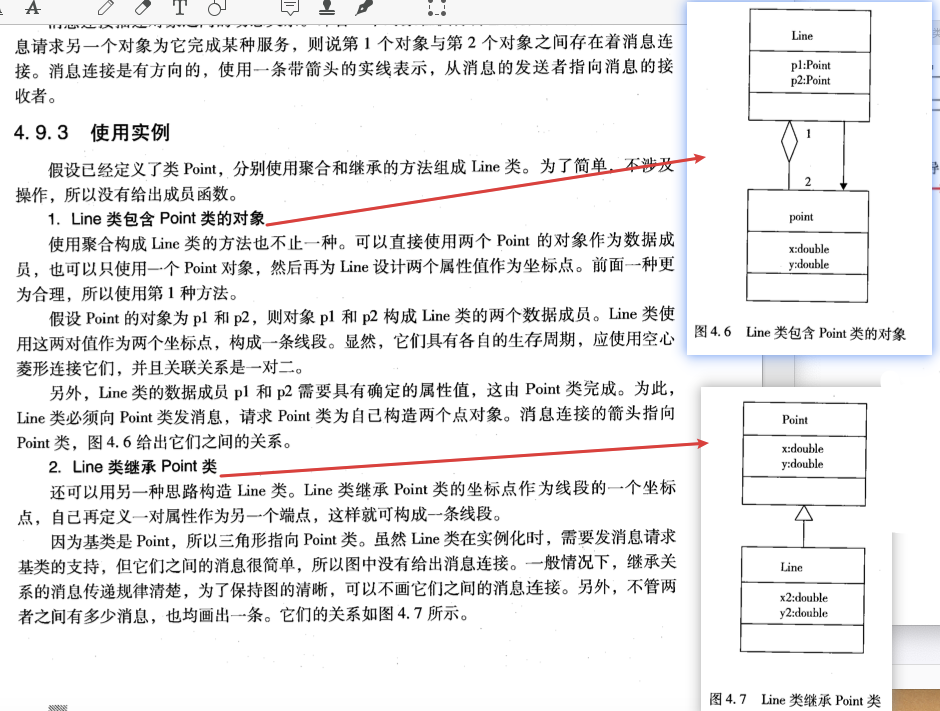 息请求另一个对象为它完成某种服务，则说第 1 个对象与第 2 个对象之间存在着消息连
接。消息连接是有方向的，使用一条带箭头的实线表示，从消息的发送者指向消息的接
收者。
4.9.3 使用实例
假设已经定义了类 Point，分别使用聚合和继承的方法组成 Line 类。为了简单，不涉及
操作，所以没有给出成员函数。
1. Line 类包含 Point 类的对象
使用聚合构成 Line 类的方法也不止一种。可以直接使用两个 Point 的对象作为数据成
员，也可以只使用一个 Point 对象，然后再为 Line 设计两个属性值作为坐标点。前面一种更
为合理，所以使用第 1 种方法。
假设 Point 的对象为 p1 和 p2，则对象 p1 和 p2 构成 Line 类的两个数据成员。Line 类使
用这两对值作为两个坐标点，构成一条线段。显然，它们具有各自的生存周期，应使用空心
菱形连接它们，并且关联关系是一对二。
另外，Line 类的数据成员 p1 和 p2 需要具有确定的属性值，这由 Point 类完成。为此，
Line 类必须向 Point 类发消息，请求 Point 类为自己构造两个点对象。消息连接的箭头指向
Point 类，图 4.6 给出它们之间的关系。
2. Line 类继承 Point 类
还可以用另一种思路构造 Line 类。Line 类继承 Point 类的坐标点作为线段的一个坐标
点，自己再定义一对属性作为另一个端点，这样就可构成一条线段。
因为基类是 Point，所以三角形指向 Point 类。虽然 Line 类在实例化时，需要发消息请求
基类的支持，但它们之间的消息很简单，所以图中没有给出消息连接。一般情况下，继承关
系的消息传递规律清楚，为了保持图的清晰，可以不画它们之间的消息连接。另外，不管两
者之间有多少消息，也均画出一条。它们的关系如图 4.7 所示。
Line
p1:Point
p2:Point
1
2
point
x:double
y:double
图 4.6 Line 类包含 Point 类的对象
Point
x:double
y:double
Line
x2:double
y2:double
图 4.7 Line 类继承 Point 类